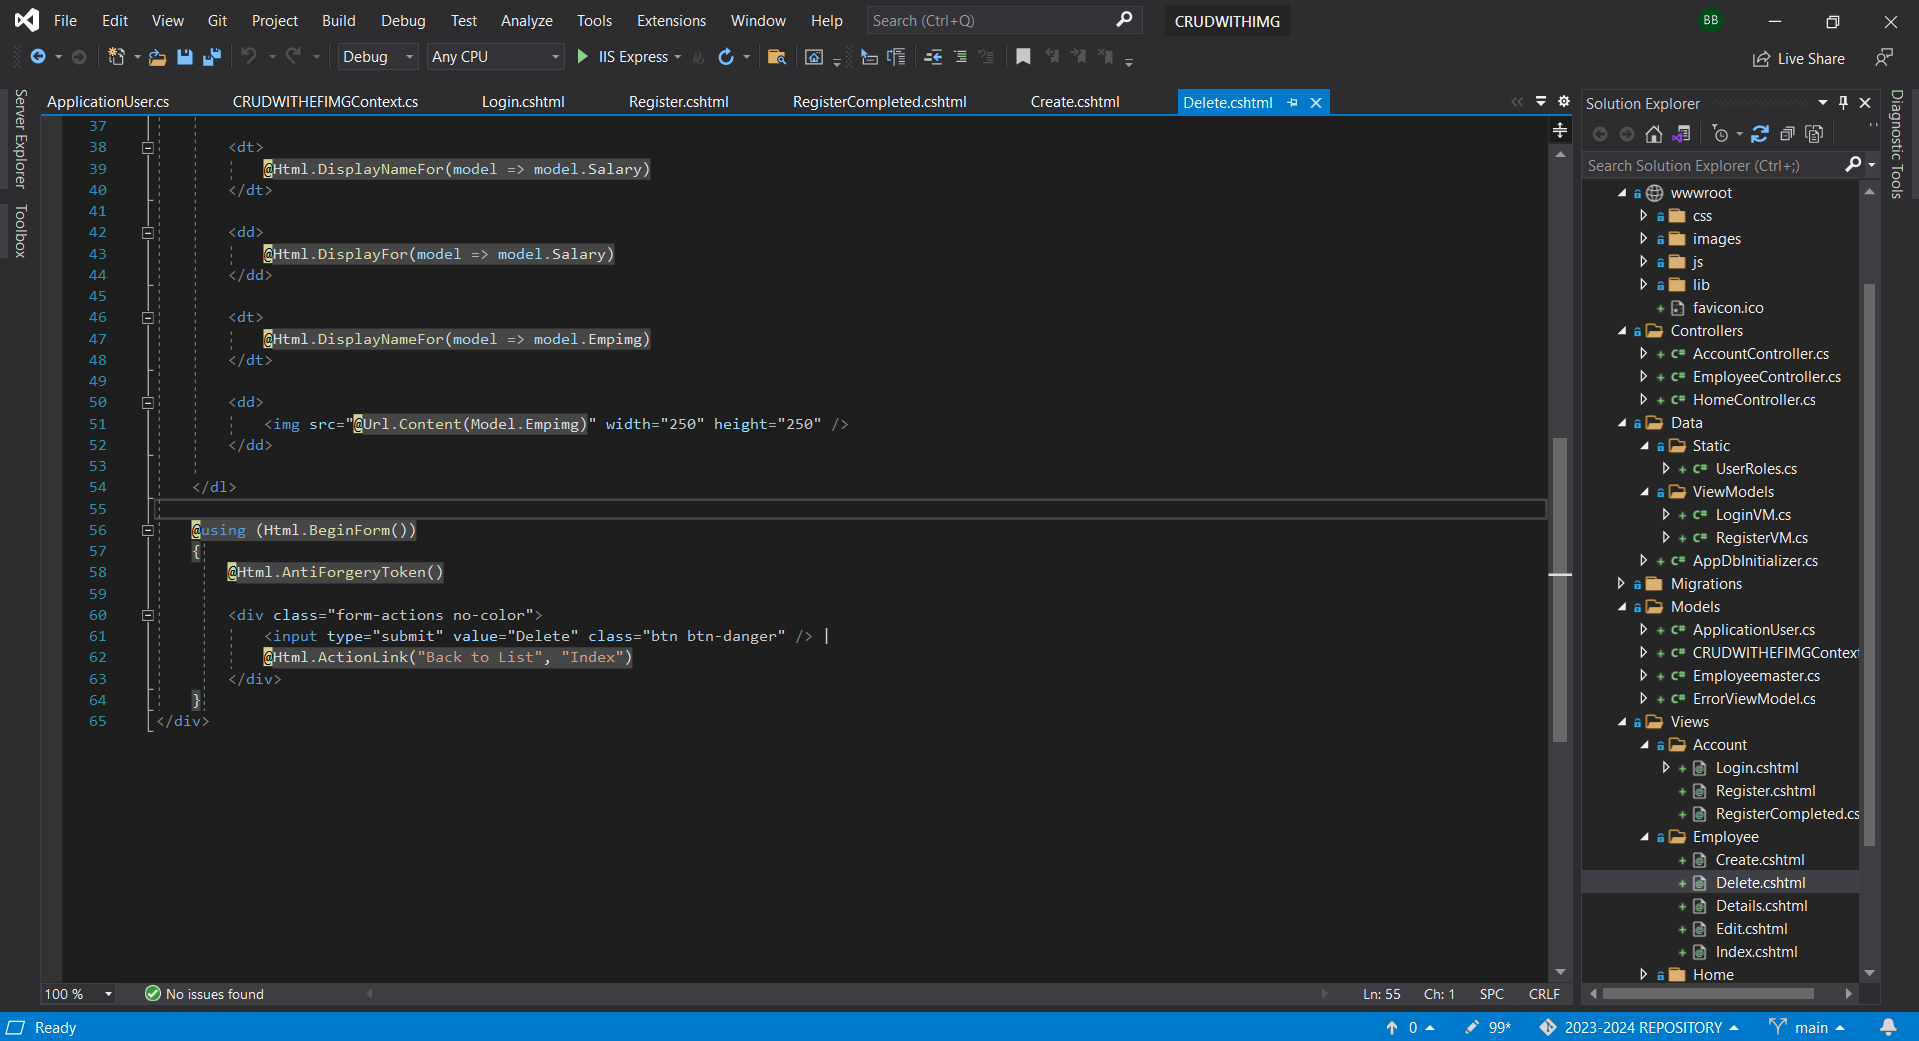 File Edit View Git Project Build Debug Test Analyze Tools Extensions Window Help Search (Ctrl+Q) CRUDWITHIMG BB
Debug Any CPU IIS Express Live Share
Server Explorer
Toolbox
ApplicationUser.cs CRUDWITHEFIMGContext.cs Login.cshtml Register.cshtml RegisterCompleted.cshtml Create.cshtml Delete.cshtml
37
38 <dt>
39 @Html.DisplayNameFor(model => model.Salary)
40 </dt>
41
42 <dd>
43 @Html.DisplayFor(model => model.Salary)
44 </dd>
45
46 <dt>
47 @Html.DisplayNameFor(model => model.Empimg)
48 </dt>
49
50 <dd>
51 <img src="@Url.Content(Model.Empimg)" width="250" height="250" />
52 </dd>
53
54 </dl>
55
56 @using (Html.BeginForm())
57 {
58 @Html.AntiForgeryToken()
59
60 <div class="form-actions no-color">
61 <input type="submit" value="Delete" class="btn btn-danger" /> |
62 @Html.ActionLink("Back to List", "Index")
63 </div>
64 }
65 </div>
100 % No issues found Ln: 55 Ch: 1 SPC CRLF
Solution Explorer
Search Solution Explorer (Ctrl+;)
wwwroot
css
images
js
lib
favicon.ico
Controllers
C# AccountController.cs
C# EmployeeController.cs
C# HomeController.cs
Data
Static
C# UserRoles.cs
ViewModels
C# LoginVM.cs
C# RegisterVM.cs
C# AppDbInitializer.cs
Migrations
Models
C# ApplicationUser.cs
C# CRUDWITHEFIMGContext
C# Employeemaster.cs
C# ErrorViewModel.cs
Views
Account
Login.cshtml
Register.cshtml
RegisterCompleted.cs
Employee
Create.cshtml
Delete.cshtml
Details.cshtml
Edit.cshtml
Index.cshtml
Home
Diagnostic Tools
Ready 0 99* 2023-2024 REPOSITORY main